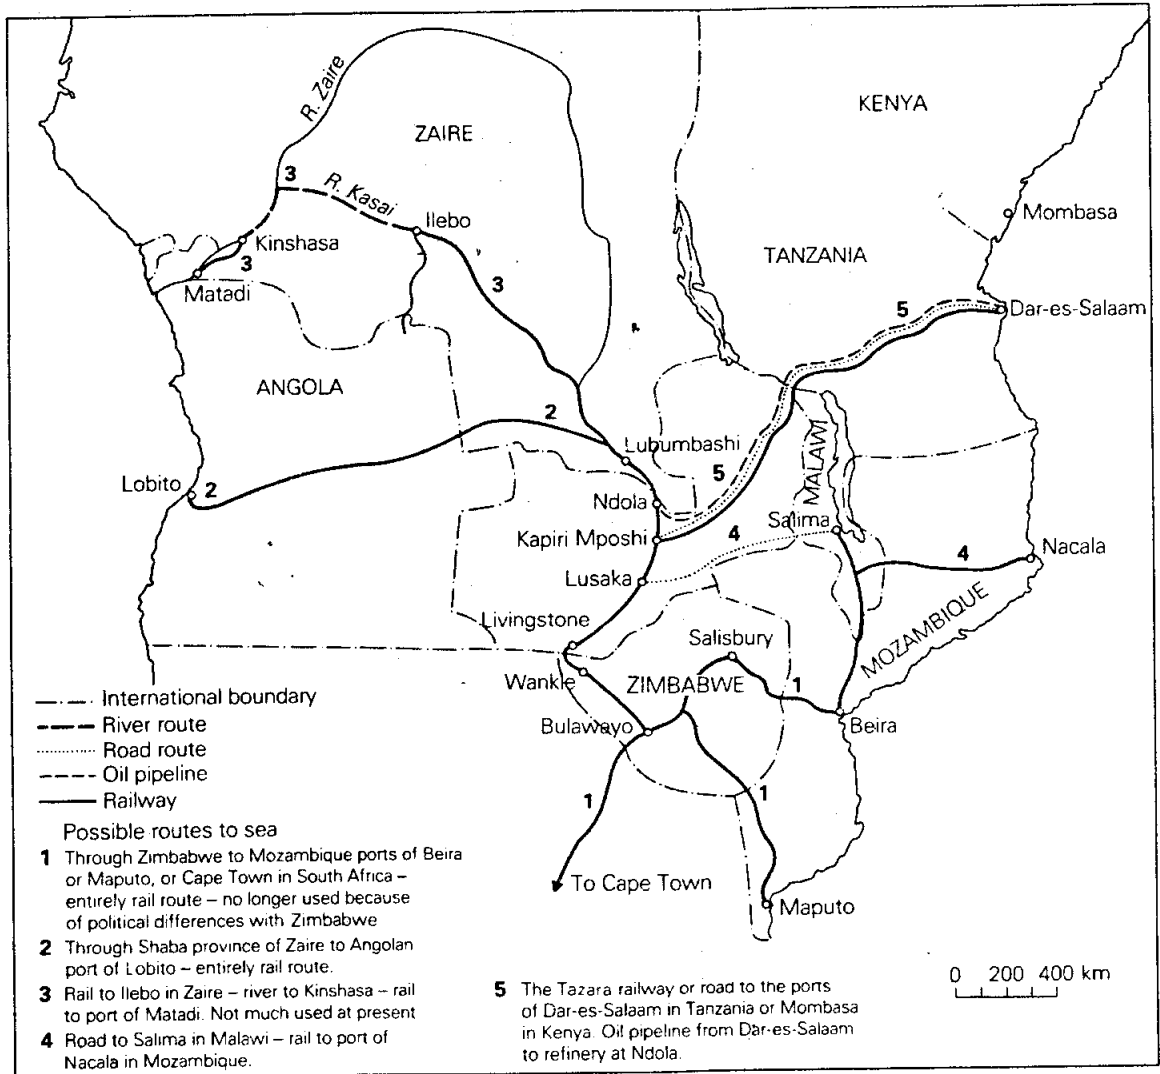 KENYA
R. Zaire
ZAIRE
3
R. Kasai
Ilebo
Mombasa
Kinshasa
TANZANIA
3
3
Matadi
5
Dar-es-Salaam
ANGOLA
2
Lubumbashi
5
MALAWI
Lobito
2
Ndola
Salima
Kapiri Mposhi
4
4
Nacala
Lusaka
Livingstone
Salisbury
MOZAMBIQUE
Wankie
ZIMBABWE
1
Bulawayo
Beira
1
1
To Cape Town
Maputo
International boundary
River route
Road route
Oil pipeline
Railway
Possible routes to sea
1 Through Zimbabwe to Mozambique ports of Beira
or Maputo, or Cape Town in South Africa –
entirely rail route – no longer used because
of political differences with Zimbabwe
2 Through Shaba province of Zaire to Angolan
port of Lobito – entirely rail route.
3 Rail to Ilebo in Zaire – river to Kinshasa – rail
to port of Matadi. Not much used at present
4 Road to Salima in Malawi – rail to port of
Nacala in Mozambique.
5 The Tazara railway or road to the ports
of Dar-es-Salaam in Tanzania or Mombasa
in Kenya. Oil pipeline from Dar-es-Salaam
to refinery at Ndola.
0 200 400 km